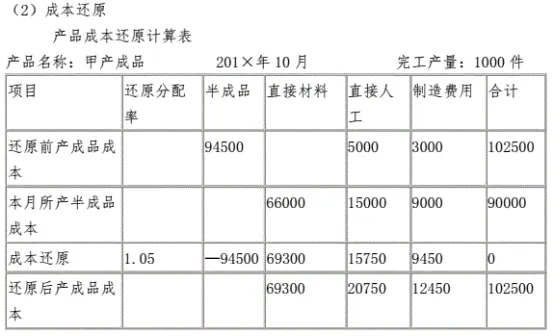 （2）成本还原
产品成本还原计算表
产品名称：甲产成品 201×年10月 完工产量：1000 件
项目 还原分配率 半成品 直接材料 直接人工 制造费用 合计
还原前产成品成本 94500 5000 3000 102500
本月所产半成品成本 66000 15000 9000 90000
成本还原 1.05 —94500 69300 15750 9450 0
还原后产成品成本 69300 20750 12450 102500